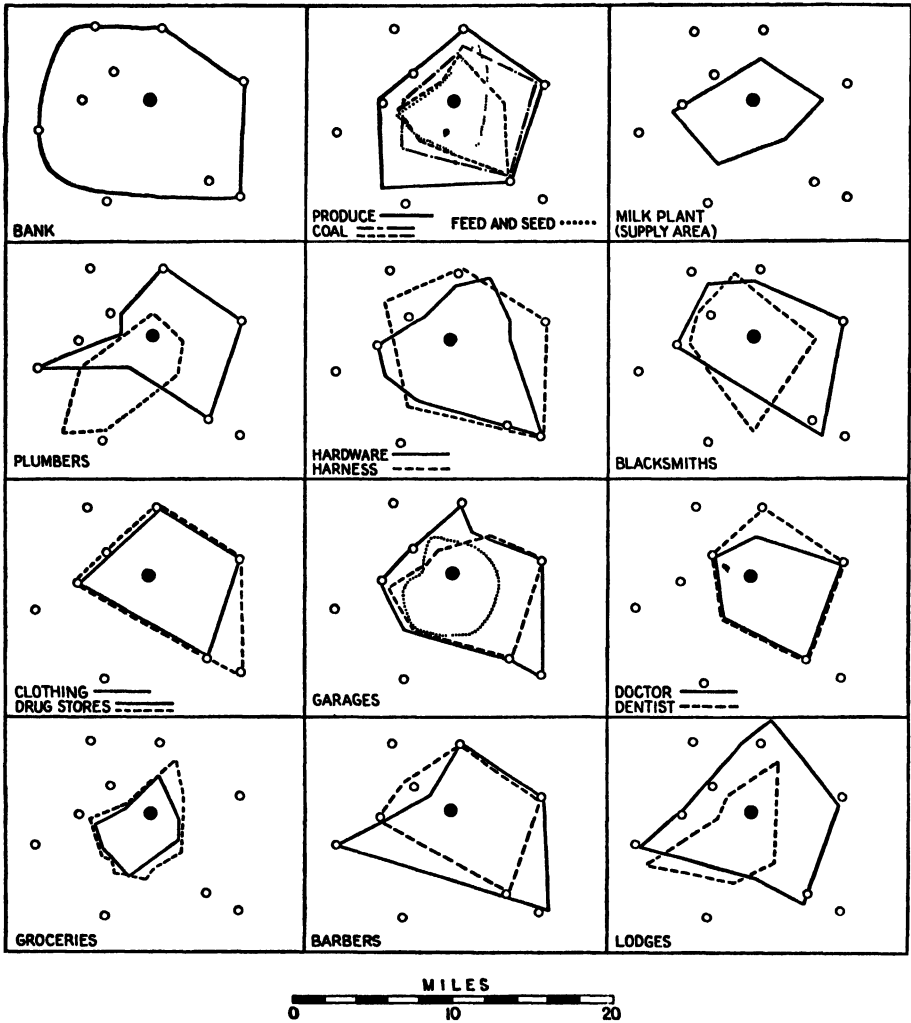 BANK
PRODUCE
COAL
FEED AND SEED
MILK PLANT
(SUPPLY AREA)
PLUMBERS
HARDWARE
HARNESS
BLACKSMITHS
CLOTHING
DRUG STORES
GARAGES
DOCTOR
DENTIST
GROCERIES
BARBERS
LODGES
MILES
0 10 20